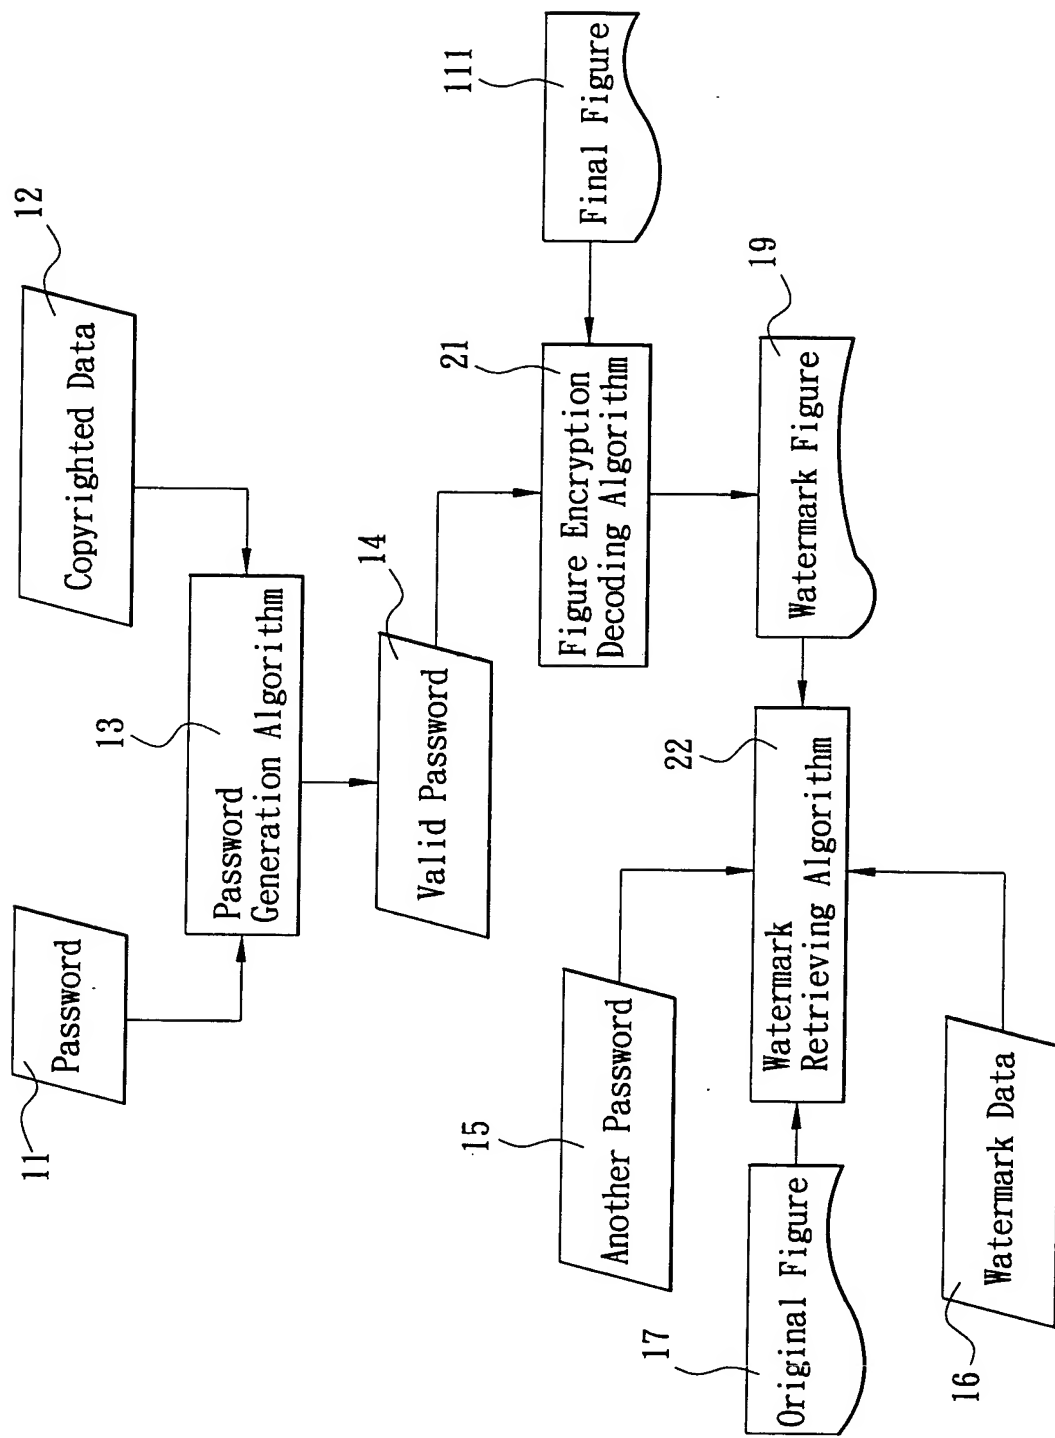 11
Password
12
Copyrighted Data
13
Password
Generation Algorithm
14
Valid Password
111
Final Figure
21
Figure Encryption
Decoding Algorithm
15
Another Password
19
Watermark Figure
22
Watermark
Retrieving Algorithm
17
Original Figure
16
Watermark Data